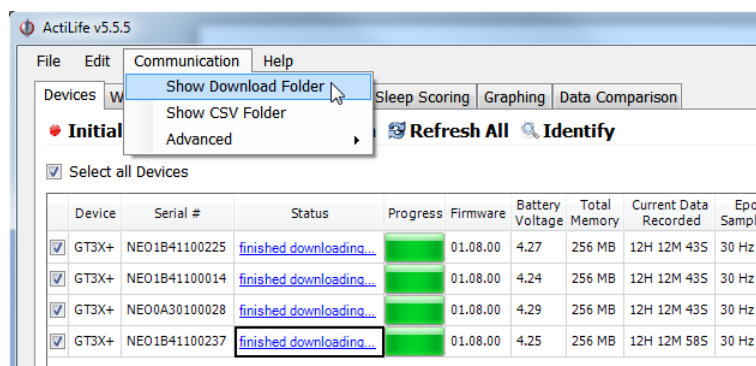 ActiLife v5.5.5
File Edit Communication Help
Show Download Folder
Show CSV Folder
Advanced
Devices W Sleep Scoring Graphing Data Comparison
Initial Refresh All Identify
Select all Devices
Device Serial # Status Progress Firmware Battery Voltage Total Memory Current Data Recorded Epo Sampl
GT3X+ NEO1B41100225 finished downloading... 01.08.00 4.27 256 MB 12H 12M 43S 30 Hz
GT3X+ NEO1B41100014 finished downloading... 01.08.00 4.24 256 MB 12H 12M 43S 30 Hz
GT3X+ NEO0A30100028 finished downloading... 01.08.00 4.29 256 MB 12H 12M 43S 30 Hz
GT3X+ NEO1B41100237 finished downloading... 01.08.00 4.25 256 MB 12H 12M 58S 30 Hz